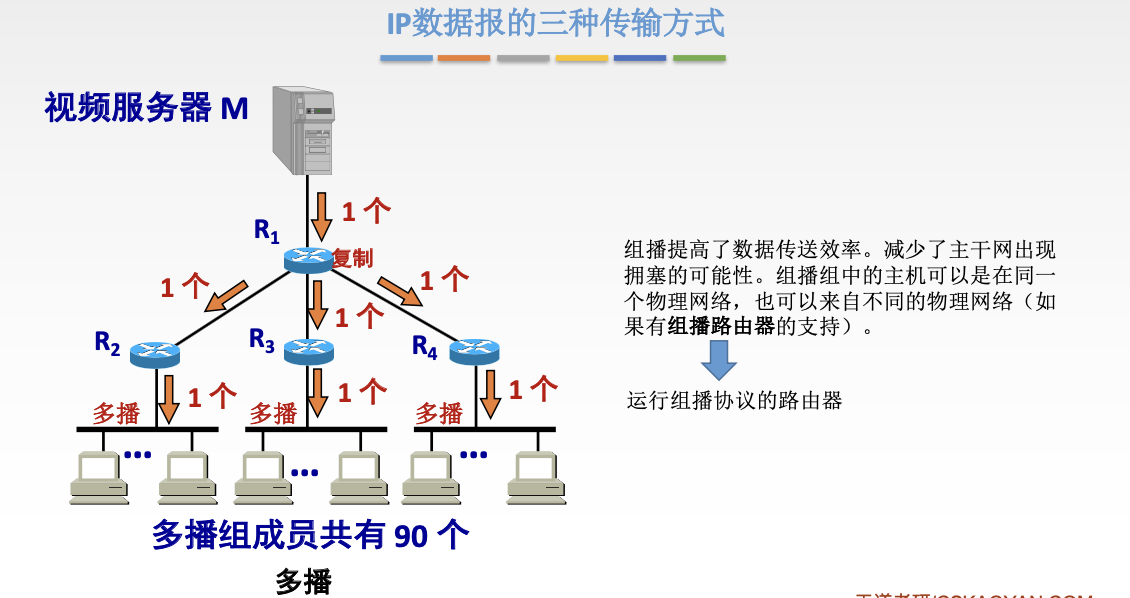 IP数据报的三种传输方式
视频服务器 M
1 个
R1
复制
1 个
1 个
1 个
R2
R3
R4
1 个
1 个
1 个
多播
多播
多播
...
...
...
多播组成员共有 90 个
多播
组播提高了数据传送效率。减少了主干网出现
拥塞的可能性。组播组中的主机可以是在同一
个物理网络，也可以来自不同的物理网络（如
果有组播路由器的支持）。
运行组播协议的路由器